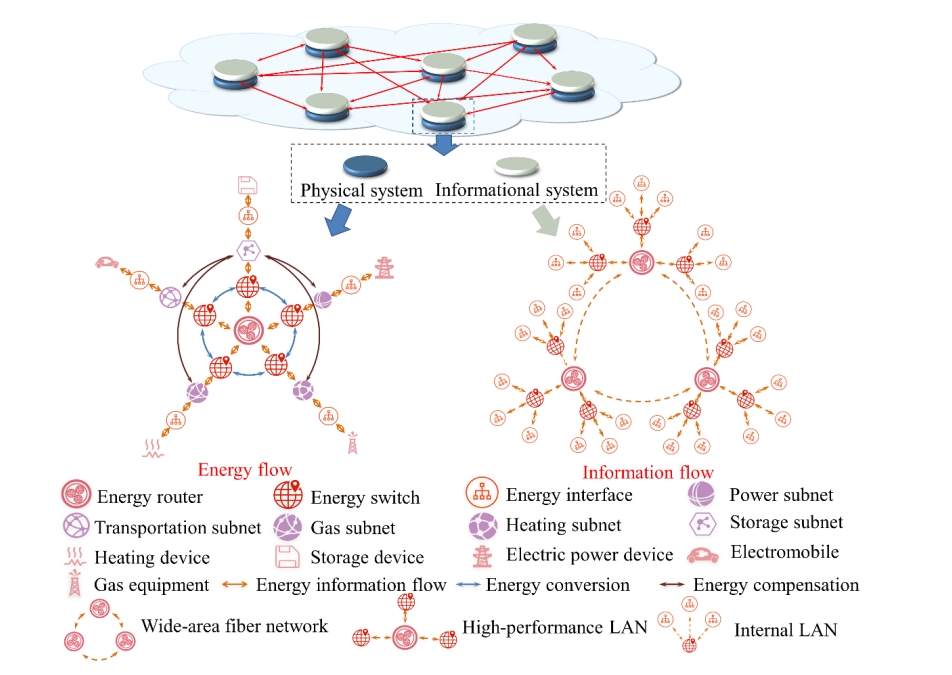 Physical system Informational system
Energy flow
Information flow
Energy router
Energy switch
Energy interface
Power subnet
Transportation subnet
Gas subnet
Heating subnet
Storage subnet
Heating device
Storage device
Electric power device
Electromobile
Gas equipment
Energy information flow
Energy conversion
Energy compensation
Wide-area fiber network
High-performance LAN
Internal LAN